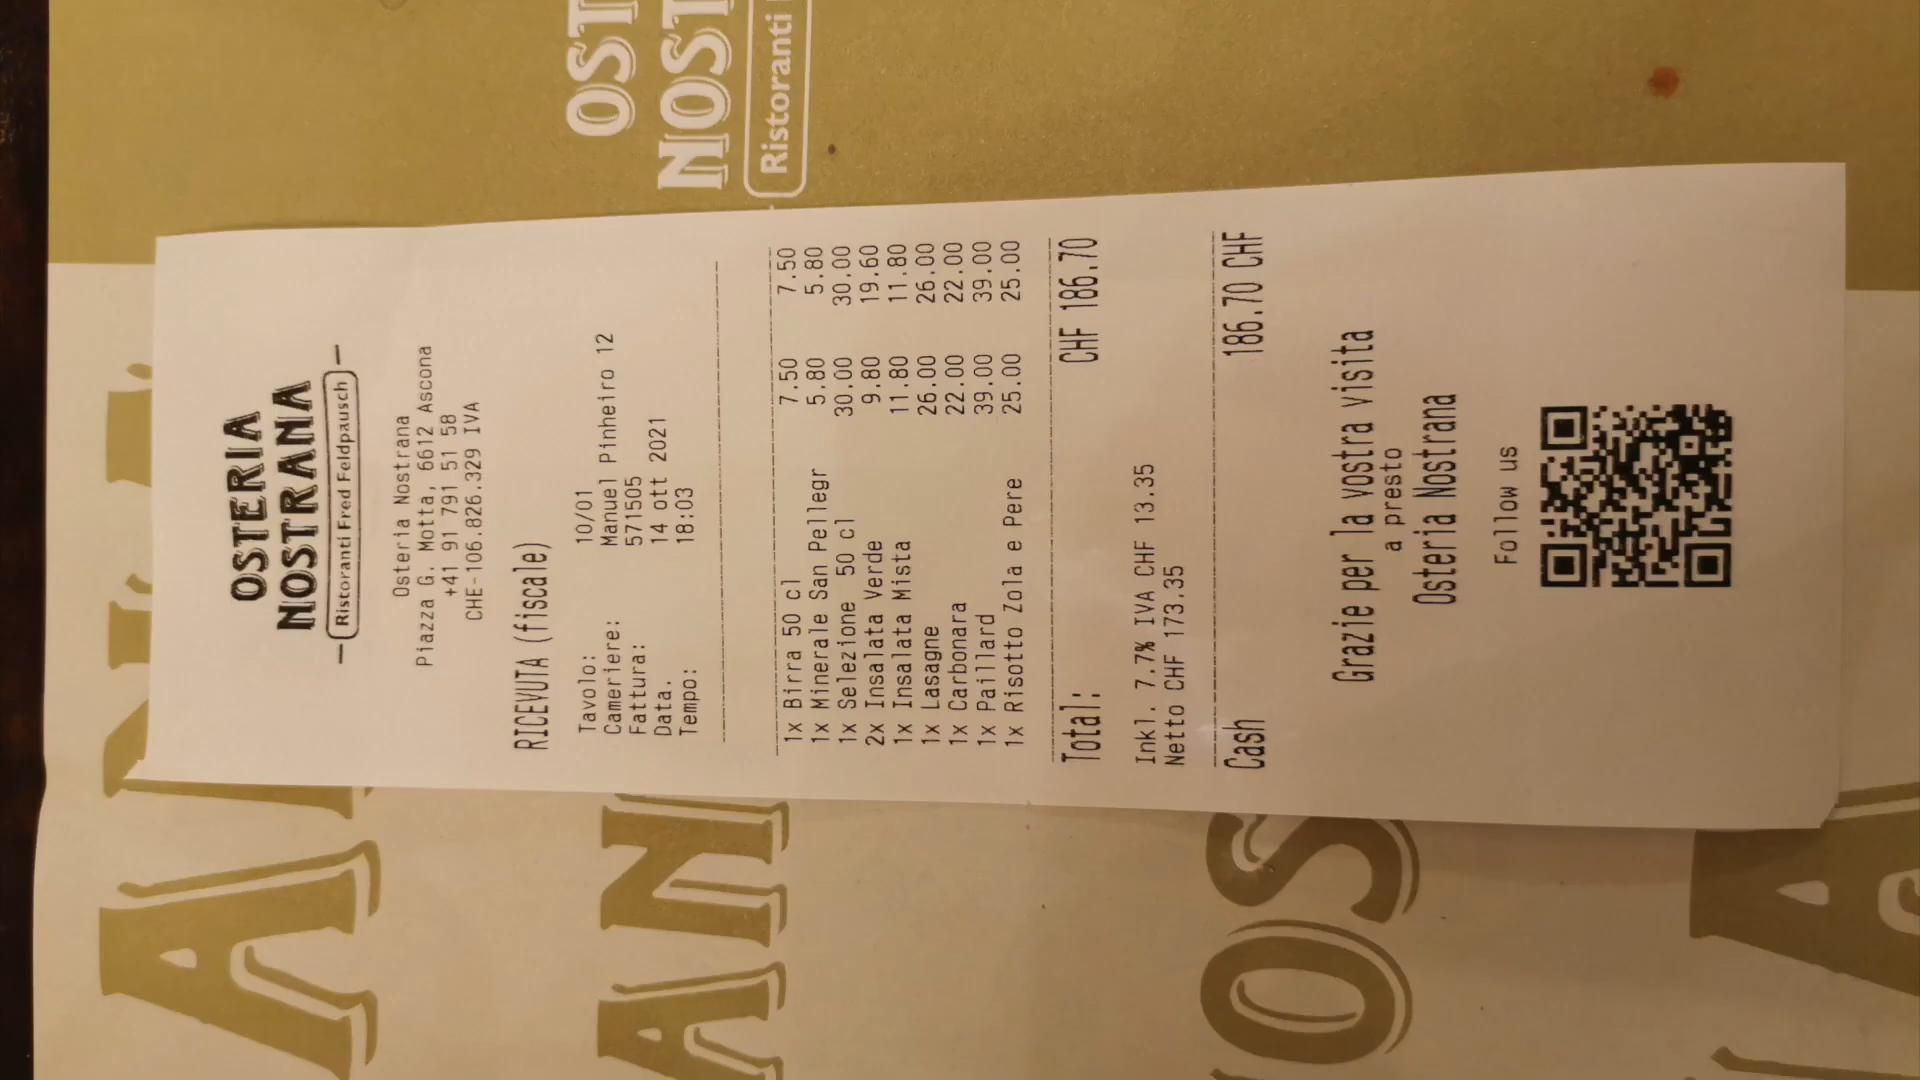 OSTERIA
NOSTRANA
Ristoranti Fred Feldpausch
Osteria Nostrana
Piazza G. Motta, 6612 Ascona
+41 91 791 51 58
CHE-106.826.329 IVA
RICEVUTA (fiscale)
Tavolo: 10/01
Cameriere: Manuel Pinheiro 12
Fattura: 571505
Data. 14 ott 2021
Tempo: 18:03
1x Birra 50 cl 7.50 7.50
1x Minerale San Pellegr 5.80 5.80
1x Selezione 50 cl 30.00 30.00
2x Insalata Verde 9.80 19.60
1x Insalata Mista 11.80 11.80
1x Lasagne 26.00 26.00
1x Carbonara 22.00 22.00
1x Paillard 39.00 39.00
1x Risotto Zola e Pere 25.00 25.00
Total: CHF 186.70
Inkl. 7.7% IVA CHF 13.35
Netto CHF 173.35
Cash 186.70 CHF
Grazie per la vostra visita
a presto
Osteria Nostrana
Follow us
OST
NOST
Ristoranti